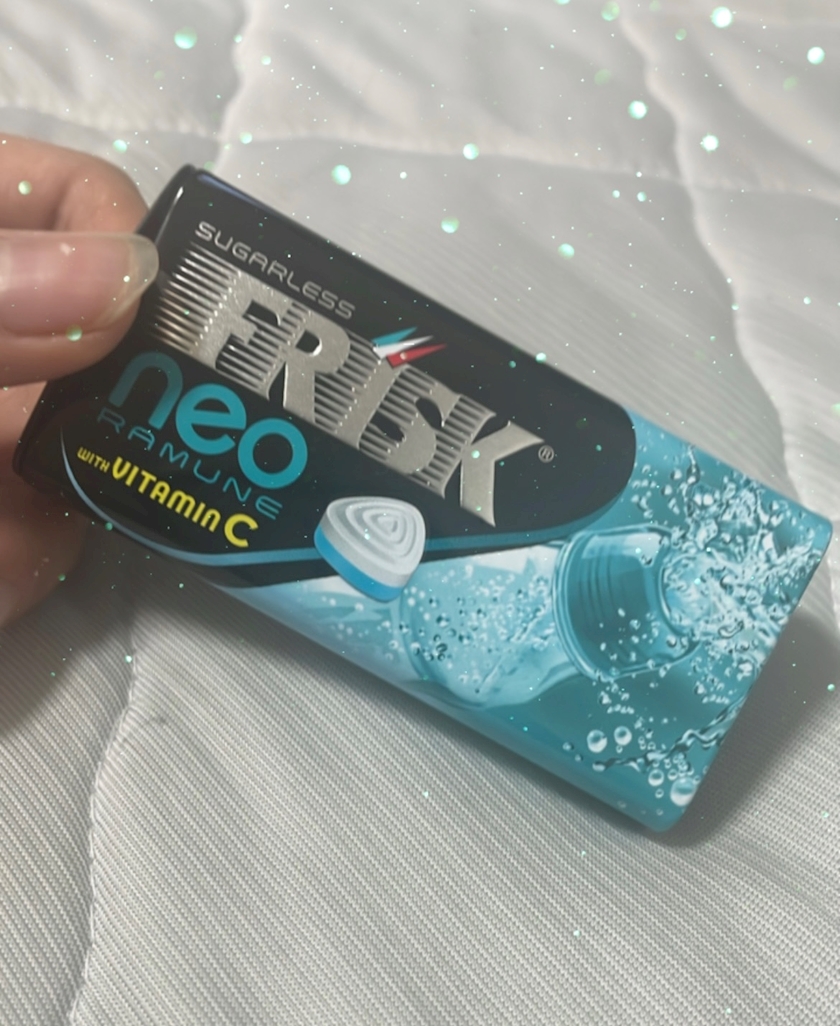 SUGARLESS
FRISK®
neo
RAMUNE
WITH VITAMIN C